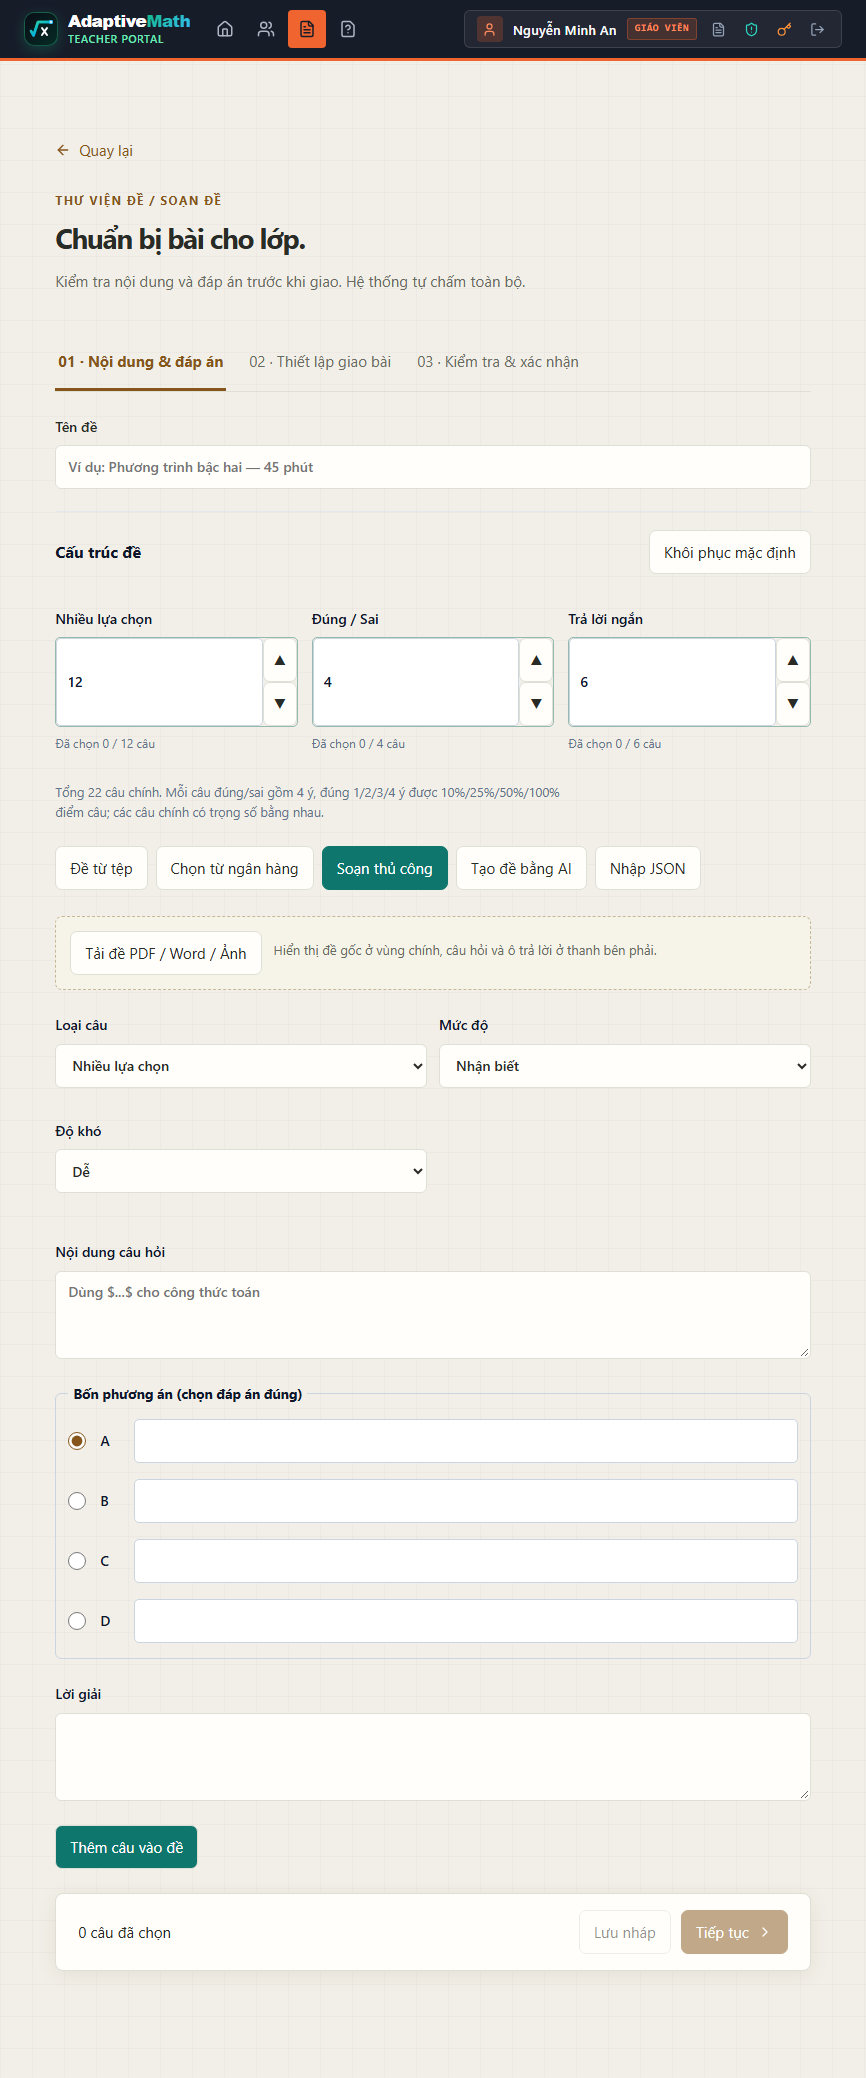 AdaptiveMath
TEACHER PORTAL
Nguyễn Minh An
GIÁO VIÊN
Quay lại
THƯ VIỆN ĐỀ / SOẠN ĐỀ
Chuẩn bị bài cho lớp.
Kiểm tra nội dung và đáp án trước khi giao. Hệ thống tự chấm toàn bộ.
01 · Nội dung & đáp án
02 · Thiết lập giao bài
03 · Kiểm tra & xác nhận
Tên đề
Ví dụ: Phương trình bậc hai — 45 phút
Cấu trúc đề
Khôi phục mặc định
Nhiều lựa chọn
Đúng / Sai
Trả lời ngắn
12
4
6
Đã chọn 0 / 12 câu
Đã chọn 0 / 4 câu
Đã chọn 0 / 6 câu
Tổng 22 câu chính. Mỗi câu đúng/sai gồm 4 ý, đúng 1/2/3/4 ý được 10%/25%/50%/100%
điểm câu; các câu chính có trọng số bằng nhau.
Đề từ tệp
Chọn từ ngân hàng
Soạn thủ công
Tạo đề bằng AI
Nhập JSON
Tải đề PDF / Word / Ảnh
Hiển thị đề gốc ở vùng chính, câu hỏi và ô trả lời ở thanh bên phải.
Loại câu
Mức độ
Nhiều lựa chọn
Nhận biết
Độ khó
Dễ
Nội dung câu hỏi
Dùng $...$ cho công thức toán
Bốn phương án (chọn đáp án đúng)
A
B
C
D
Lời giải
Thêm câu vào đề
0 câu đã chọn
Lưu nháp
Tiếp tục